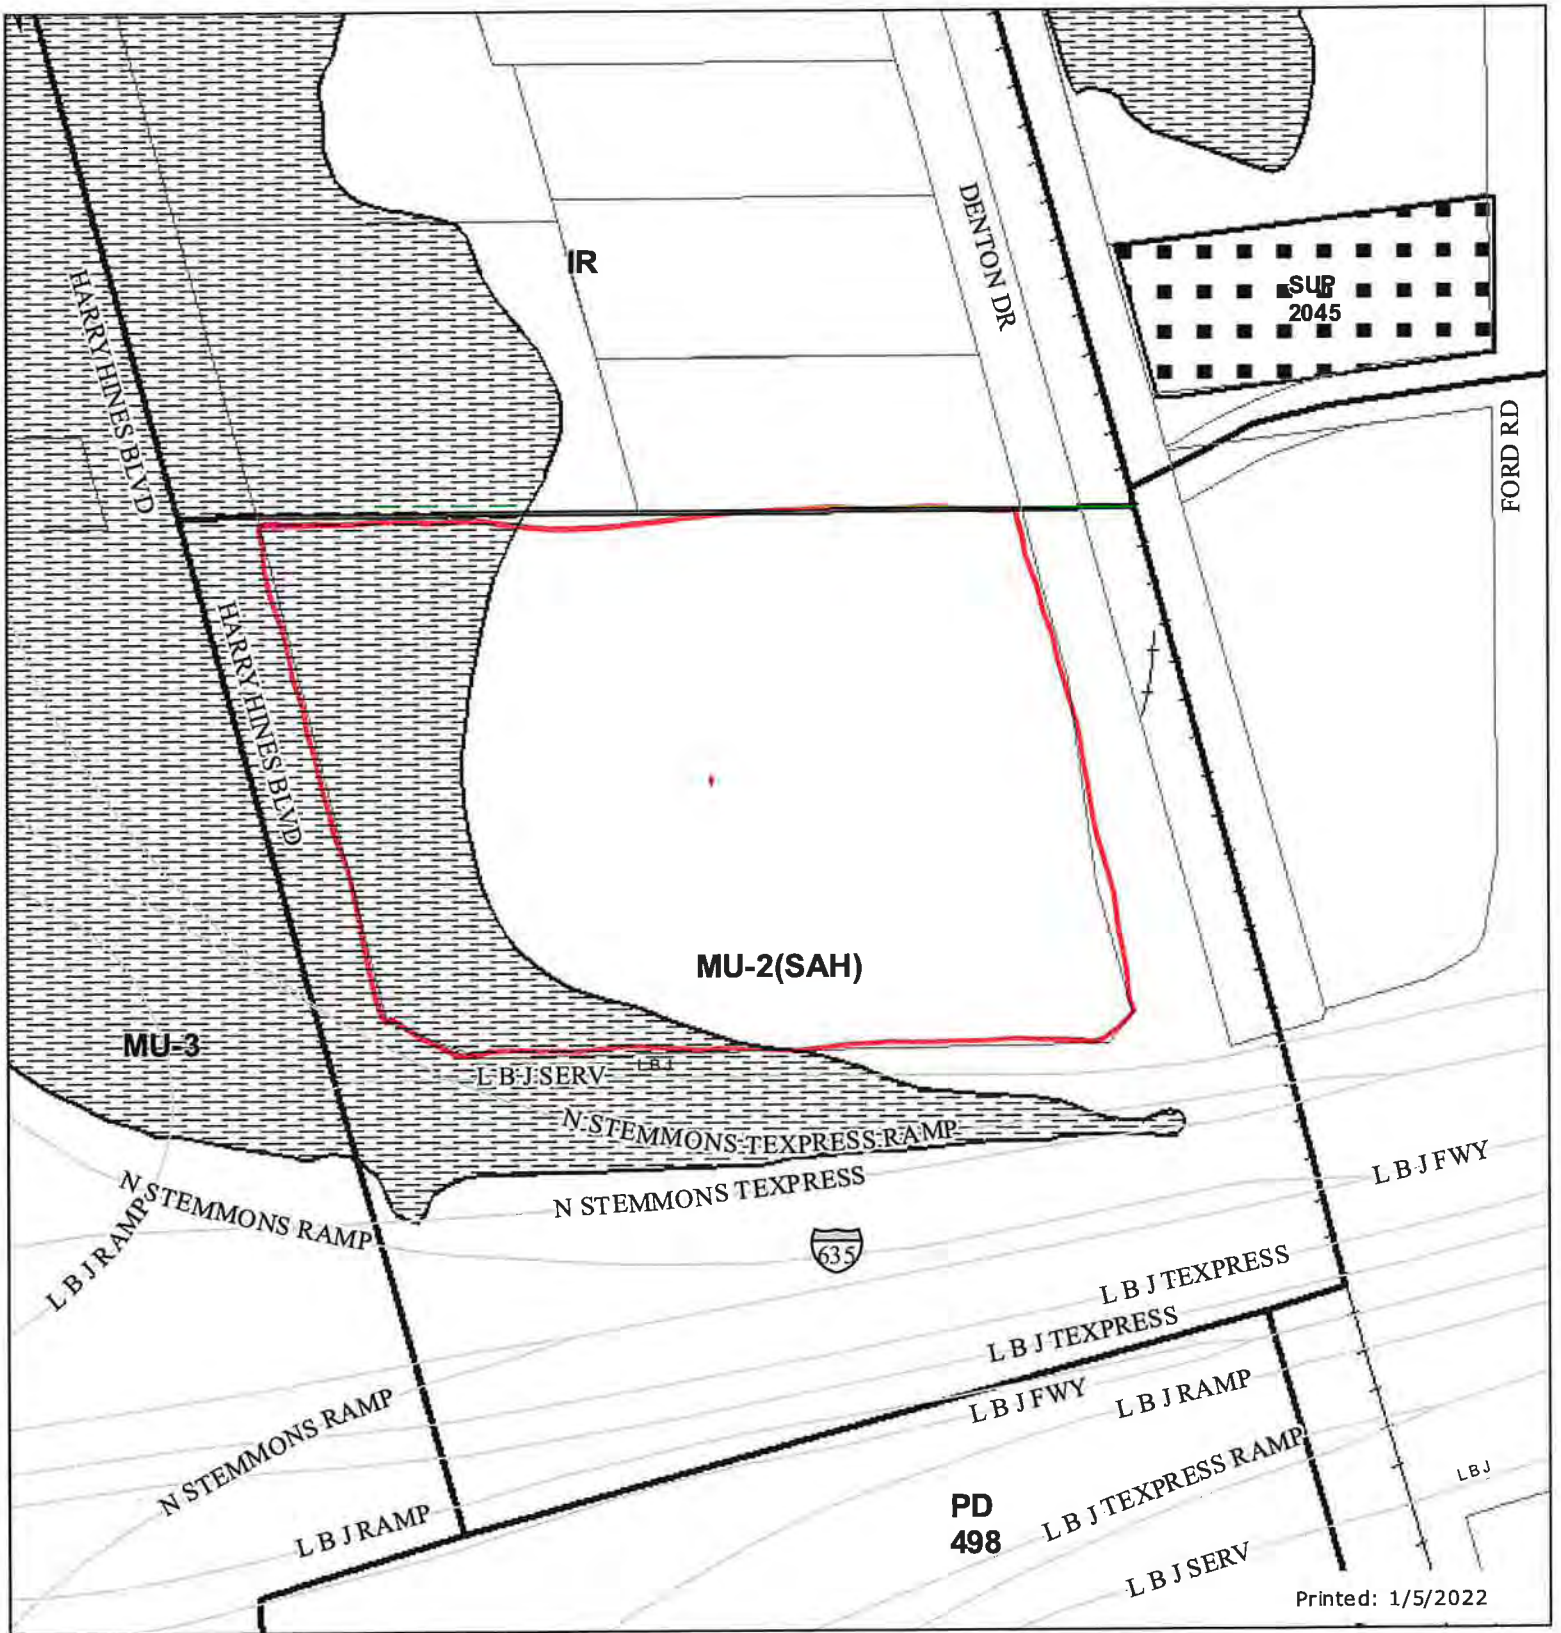 IR
DENTON DR
SUP
2045
HARRY HINES BLVD
FORD RD
HARRY HINES BLVD
MU-2(SAH)
MU-3
L B J SERV
L B J
N STEMMONS TEXPRESS RAMP
L B J FWY
N STEMMONS TEXPRESS
N STEMMONS RAMP
L B J RAMP
635
L B J TEXPRESS
L B J TEXPRESS
L B J FWY
L B J RAMP
N STEMMONS RAMP
L B J TEXPRESS RAMP
L B J
PD
498
L B J RAMP
L B J SERV
Printed: 1/5/2022